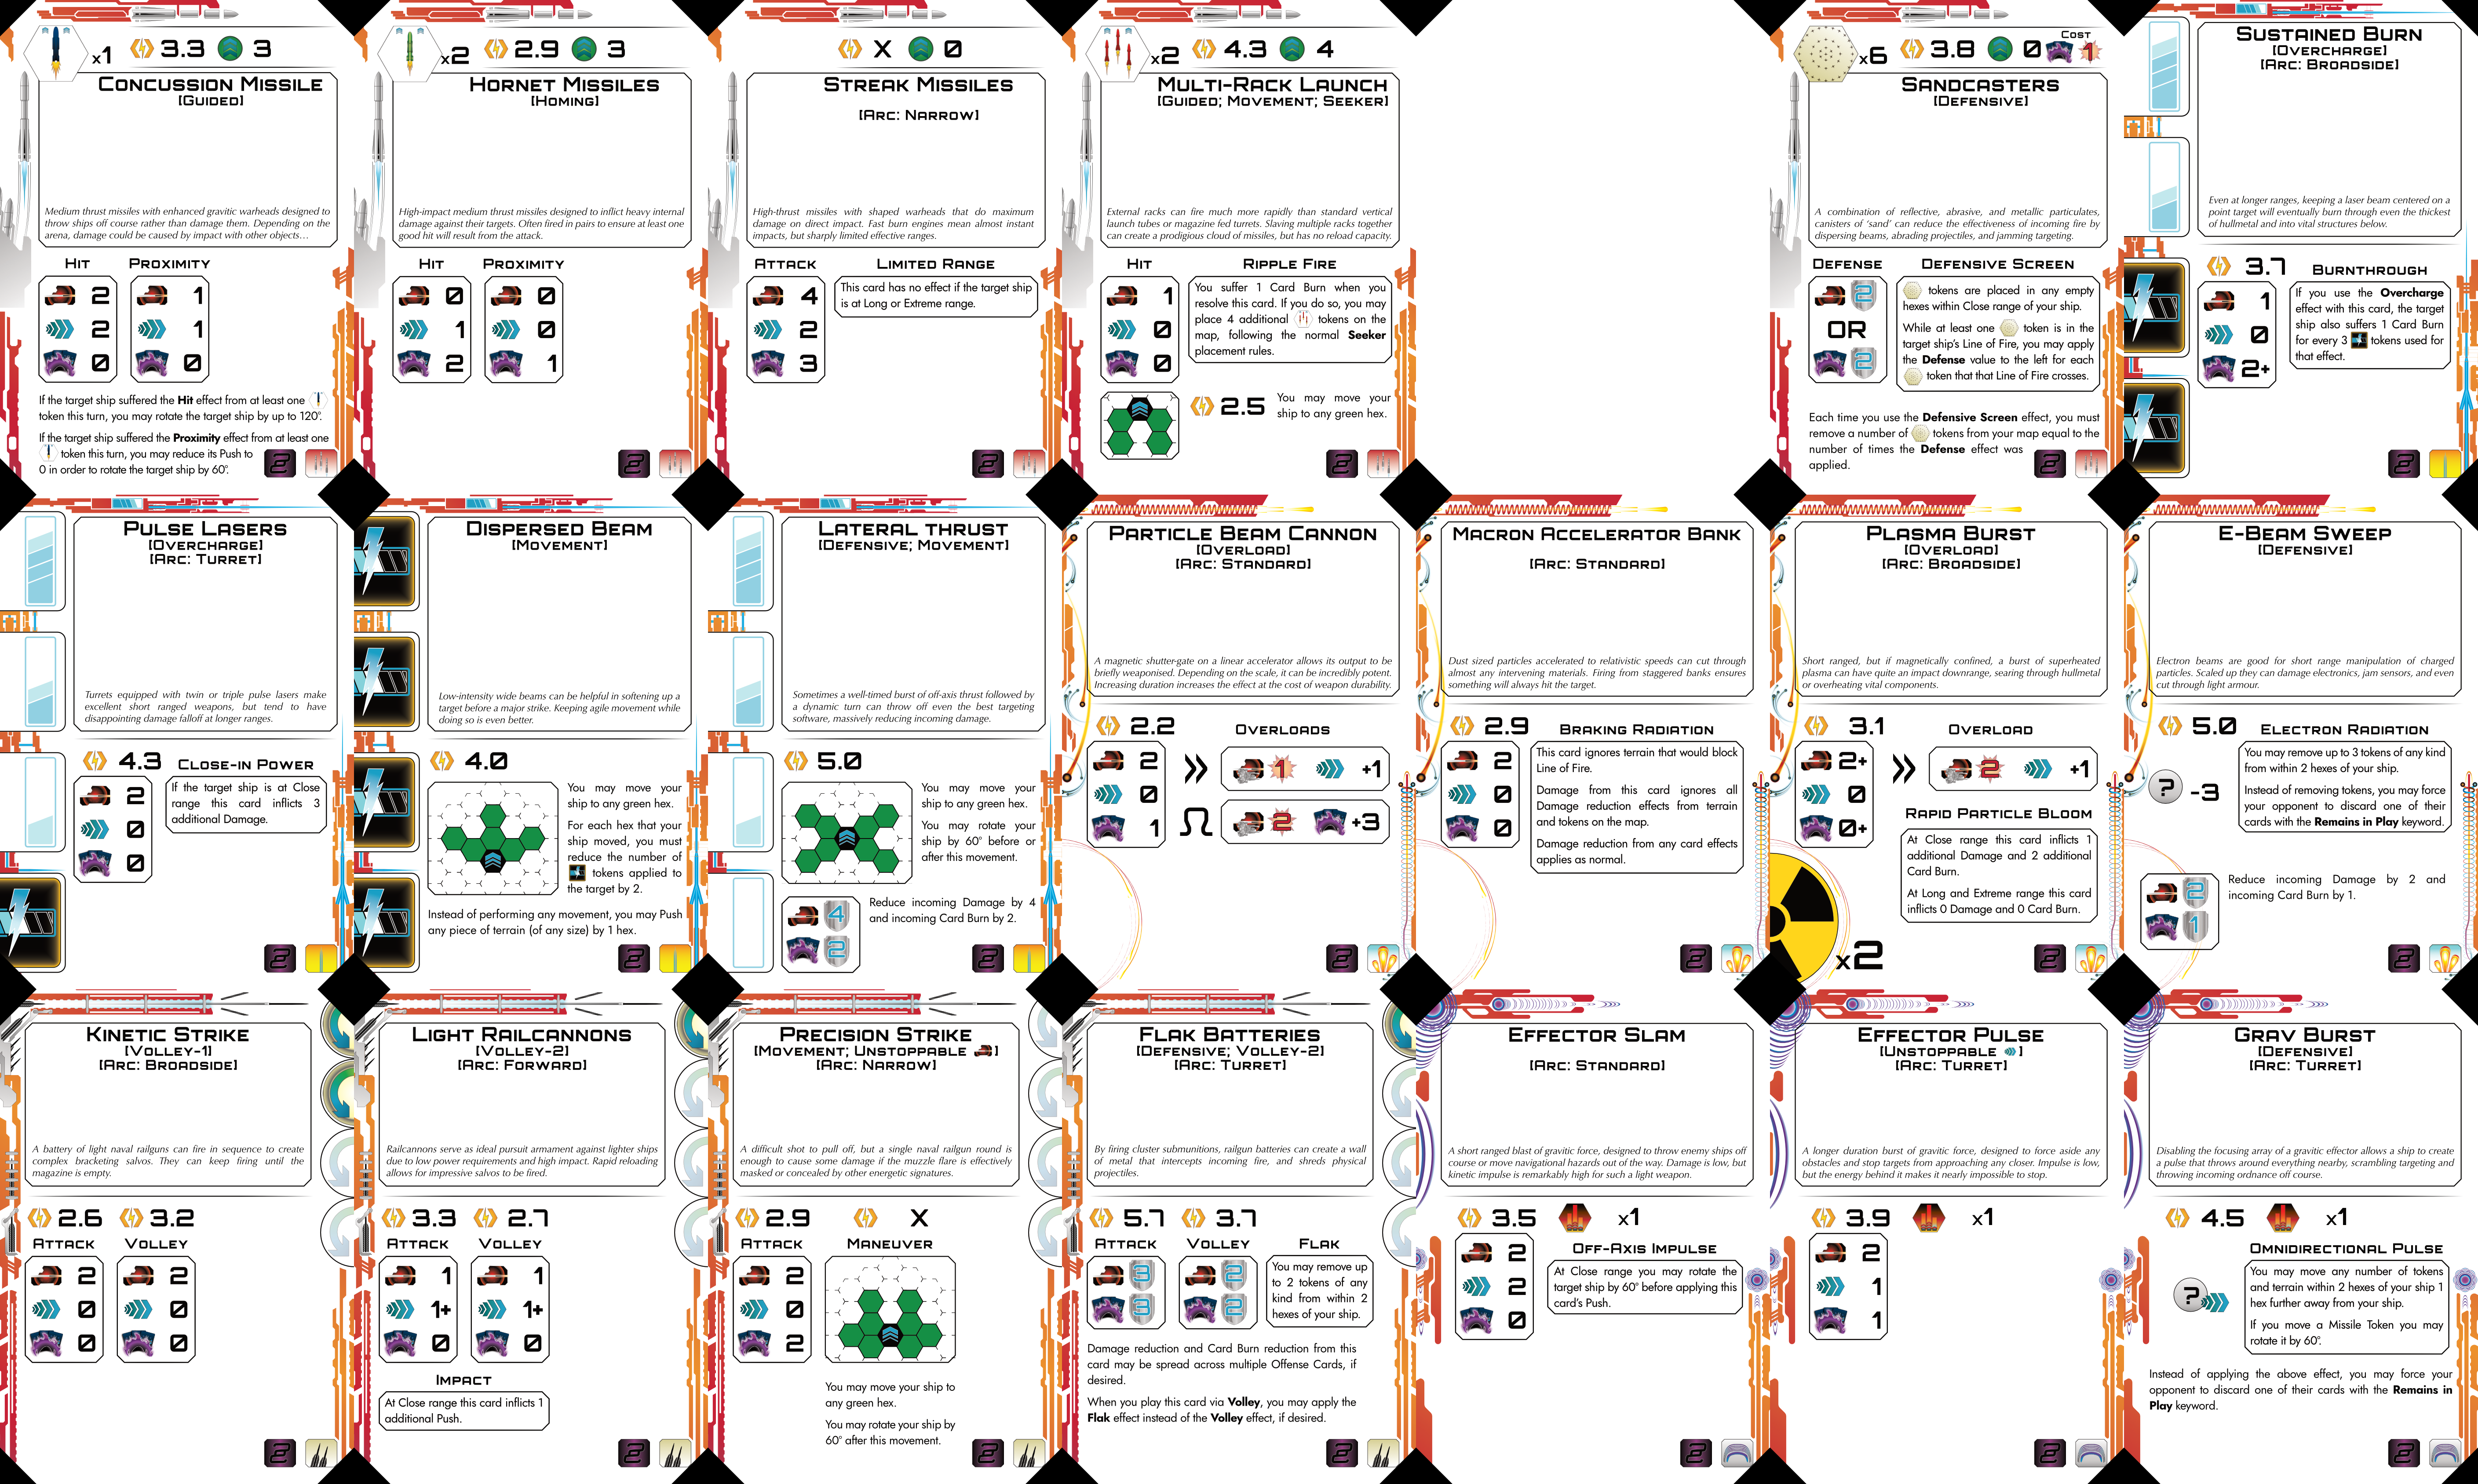 x1 3.3 3
CONCUSSION MISSILE
[GUIDED]
Medium thrust missiles with enhanced gravitic warheads designed to
throw ships off course rather than damage them. Depending on the
arena, damage could be caused by impact with other objects...
HIT PROXIMITY
2 1
2 1
0 0
If the target ship suffered the Hit effect from at least one
token this turn, you may rotate the target ship by up to 120°.
If the target ship suffered the Proximity effect from at least one
token this turn, you may reduce its Push to
0 in order to rotate the target ship by 60°.
2
x2 2.9 3
HORNET MISSILES
[HOMING]
High-impact medium thrust missiles designed to inflict heavy internal
damage against their targets. Often fired in pairs to ensure at least one
good hit will result from the attack.
HIT PROXIMITY
0 0
1 0
2 1
2
X 0
STREAK MISSILES
[ARC: NARROW]
High-thrust missiles with shaped warheads that do maximum
damage on direct impact. Fast burn engines mean almost instant
impacts, but sharply limited effective ranges.
ATTACK LIMITED RANGE
4
2
3
This card has no effect if the target ship
is at Long or Extreme range.
2
x2 4.3 4
MULTI-RACK LAUNCH
[GUIDED; MOVEMENT; SEEKER]
External racks can fire much more rapidly than standard vertical
launch tubes or magazine fed turrets. Slaving multiple racks together
can create a prodigious cloud of missiles, but has no reload capacity.
HIT RIPPLE FIRE
1
0
0
You suffer 1 Card Burn when you
resolve this card. If you do so, you may
place 4 additional tokens on the
map, following the normal Seeker
placement rules.
2.5
You may move your
ship to any green hex.
2
x6 3.8 0 COST 1
SANDCASTERS
[DEFENSIVE]
A combination of reflective, abrasive, and metallic particulates,
canisters of 'sand' can reduce the effectiveness of incoming fire by
dispersing beams, abrading projectiles, and jamming targeting.
DEFENSE DEFENSIVE SCREEN
2
OR
2
tokens are placed in any empty
hexes within Close range of your ship.
While at least one token is in the
target ship's Line of Fire, you may apply
the Defense value to the left for each
token that that Line of Fire crosses.
Each time you use the Defensive Screen effect, you must
remove a number of tokens from your map equal to the
number of times the Defense effect was
applied.
2
SUSTAINED BURN
[OVERCHARGE]
[ARC: BROADSIDE]
Even at longer ranges, keeping a laser beam centered on a
point target will eventually burn through even the thickest
of hullmetal and into vital structures below.
3.7 BURNTHROUGH
1
0
2+
If you use the Overcharge
effect with this card, the target
ship also suffers 1 Card Burn
for every 3 tokens used for
that effect.
2
PULSE LASERS
[OVERCHARGE]
[ARC: TURRET]
Turrets equipped with twin or triple pulse lasers make
excellent short ranged weapons, but tend to have
disappointing damage falloff at longer ranges.
4.3 CLOSE-IN POWER
2
0
0
If the target ship is at Close
range this card inflicts 3
additional Damage.
2
DISPERSED BEAM
[MOVEMENT]
Low-intensity wide beams can be helpful in softening up a
target before a major strike. Keeping agile movement while
doing so is even better.
4.0
You may move your
ship to any green hex.
For each hex that your
ship moved, you must
reduce the number of
tokens applied to
the target by 2.
Instead of performing any movement, you may Push
any piece of terrain (of any size) by 1 hex.
2
LATERAL THRUST
[DEFENSIVE; MOVEMENT]
Sometimes a well-timed burst of off-axis thrust followed by
a dynamic turn can throw off even the best targeting
software, massively reducing incoming damage.
5.0
You may move your
ship to any green hex.
You may rotate your
ship by 60° before or
after this movement.
4
2
Reduce incoming Damage by 4
and incoming Card Burn by 2.
2
PARTICLE BEAM CANNON
[OVERLOAD]
[ARC: STANDARD]
A magnetic shutter-gate on a linear accelerator allows its output to be
briefly weaponised. Depending on the scale, it can be incredibly potent.
Increasing duration increases the effect at the cost of weapon durability.
2.2 OVERLOADS
2
0
1
» 1 +1
Ω 2 +3
2
MACRON ACCELERATOR BANK
[ARC: STANDARD]
Dust sized particles accelerated to relativistic speeds can cut through
almost any intervening materials. Firing from staggered banks ensures
something will always hit the target.
2.9 BRAKING RADIATION
2
0
0
This card ignores terrain that would block
Line of Fire.
Damage from this card ignores all
Damage reduction effects from terrain
and tokens on the map.
Damage reduction from any card effects
applies as normal.
2
PLASMA BURST
[OVERLOAD]
[ARC: BROADSIDE]
Short ranged, but if magnetically confined, a burst of superheated
plasma can have quite an impact downrange, searing through hullmetal
or overheating vital components.
3.1 OVERLOAD
2+
0
0+
» 2 +1
RAPID PARTICLE BLOOM
At Close range this card inflicts 1
additional Damage and 2 additional
Card Burn.
At Long and Extreme range this card
inflicts 0 Damage and 0 Card Burn.
x2
2
E-BEAM SWEEP
[DEFENSIVE]
Electron beams are good for short range manipulation of charged
particles. Scaled up they can damage electronics, jam sensors, and even
cut through light armour.
5.0 ELECTRON RADIATION
? -3
You may remove up to 3 tokens of any kind
from within 2 hexes of your ship.
Instead of removing tokens, you may force
your opponent to discard one of their
cards with the Remains in Play keyword.
2
1
Reduce incoming Damage by 2 and
incoming Card Burn by 1.
2
KINETIC STRIKE
[VOLLEY-1]
[ARC: BROADSIDE]
A battery of light naval railguns can fire in sequence to create
complex bracketing salvos. They can keep firing until the
magazine is empty.
2.6 3.2
ATTACK VOLLEY
2 2
0 0
0 0
2
LIGHT RAILCANNONS
[VOLLEY-2]
[ARC: FORWARD]
Railcannons serve as ideal pursuit armament against lighter ships
due to low power requirements and high impact. Rapid reloading
allows for impressive salvos to be fired.
3.3 2.7
ATTACK VOLLEY
1 1
1+ 1+
0 0
IMPACT
At Close range this card inflicts 1
additional Push.
2
PRECISION STRIKE
[MOVEMENT; UNSTOPPABLE ]
[ARC: NARROW]
A difficult shot to pull off, but a single naval railgun round is
enough to cause some damage if the muzzle flare is effectively
masked or concealed by other energetic signatures.
2.9 X
ATTACK MANEUVER
2
0
2
You may move your ship to
any green hex.
You may rotate your ship by
60° after this movement.
2
FLAK BATTERIES
[DEFENSIVE; VOLLEY-2]
[ARC: TURRET]
By firing cluster submunitions, railgun batteries can create a wall
of metal that intercepts incoming fire, and shreds physical
projectiles.
5.7 3.7
ATTACK VOLLEY FLAK
3 2
3 2
You may remove up
to 2 tokens of any
kind from within 2
hexes of your ship.
Damage reduction and Card Burn reduction from this
card may be spread across multiple Offense Cards, if
desired.
When you play this card via Volley, you may apply the
Flak effect instead of the Volley effect, if desired.
2
EFFECTOR SLAM
[ARC: STANDARD]
A short ranged blast of gravitic force, designed to throw enemy ships off
course or move navigational hazards out of the way. Damage is low, but
kinetic impulse is remarkably high for such a light weapon.
3.5 x1
OFF-AXIS IMPULSE
2
2
0
At Close range you may rotate the
target ship by 60° before applying this
card's Push.
2
EFFECTOR PULSE
[UNSTOPPABLE ]
[ARC: TURRET]
A longer duration burst of gravitic force, designed to force aside any
obstacles and stop targets from approaching any closer. Impulse is low,
but the energy behind it makes it nearly impossible to stop.
3.9 x1
2
1
1
2
GRAV BURST
[DEFENSIVE]
[ARC: TURRET]
Disabling the focusing array of a gravitic effector allows a ship to create
a pulse that throws around everything nearby, scrambling targeting and
throwing incoming ordnance off course.
4.5 x1
OMNIDIRECTIONAL PULSE
?
You may move any number of tokens
and terrain within 2 hexes of your ship 1
hex further away from your ship.
If you move a Missile Token you may
rotate it by 60°.
Instead of applying the above effect, you may force your
opponent to discard one of their cards with the Remains in
Play keyword.
2